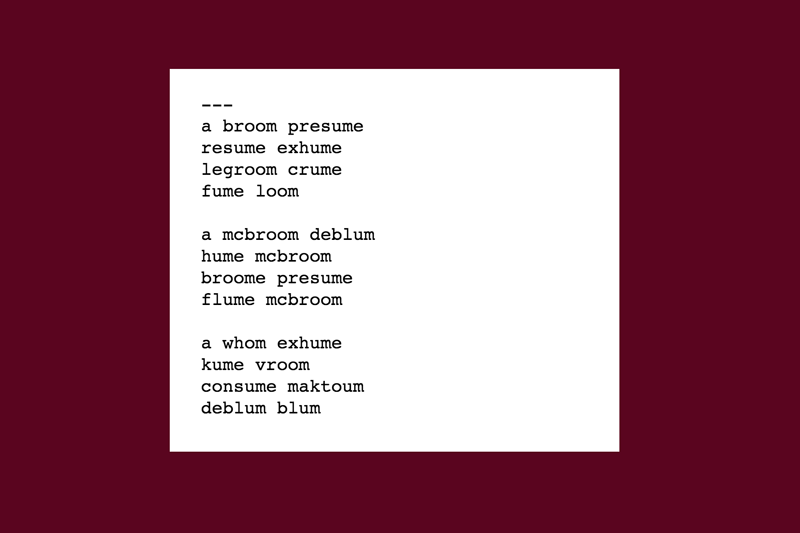 ---
a broom presume
resume exhume
legroom crume
fume loom

a mcbroom deblum
hume mcbroom
broome presume
flume mcbroom

a whom exhume
kume vroom
consume maktoum
deblum blum